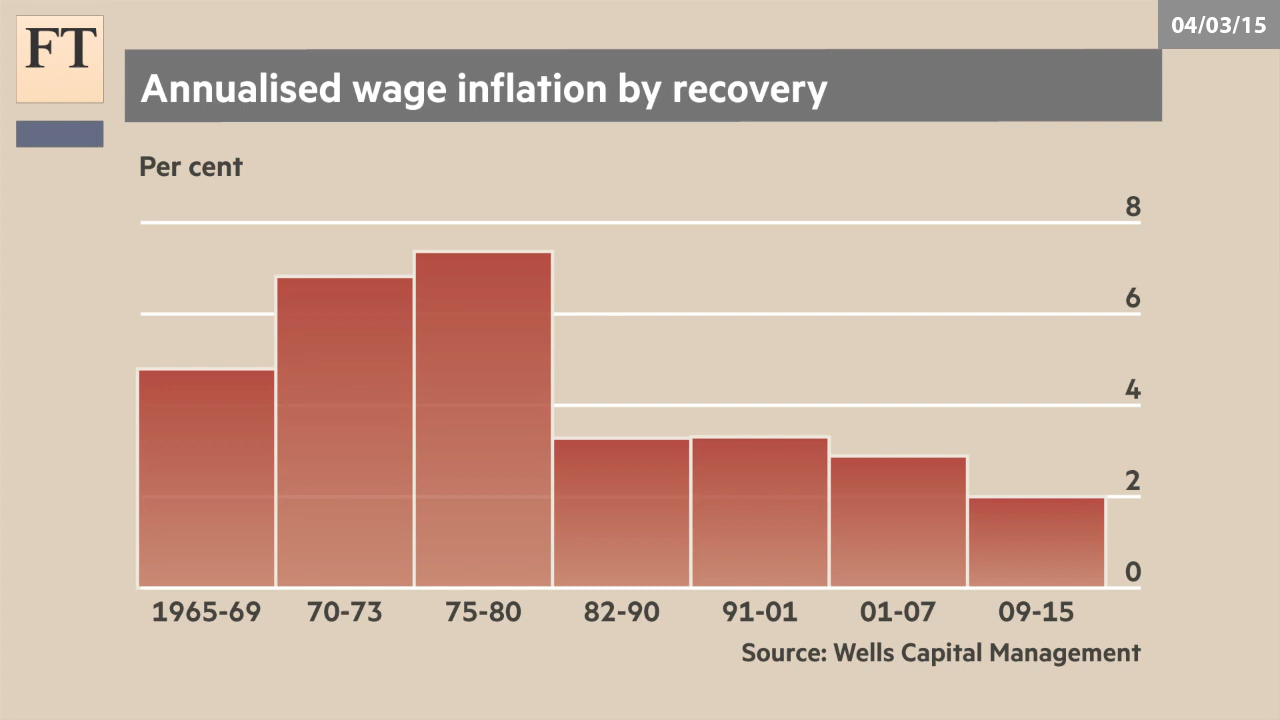 FT
04/03/15
Annualised wage inflation by recovery
Per cent
8
6
4
2
0
1965-69 70-73 75-80 82-90 91-01 01-07 09-15
Source: Wells Capital Management